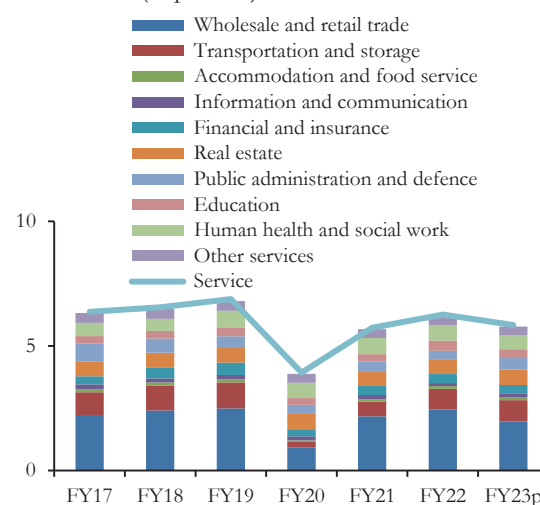 Wholesale and retail trade
Transportation and storage
Accommodation and food service
Information and communication
Financial and insurance
Real estate
Public administration and defence
Education
Human health and social work
Other services
Service
10
5
0
FY17 FY18 FY19 FY20 FY21 FY22 FY23p